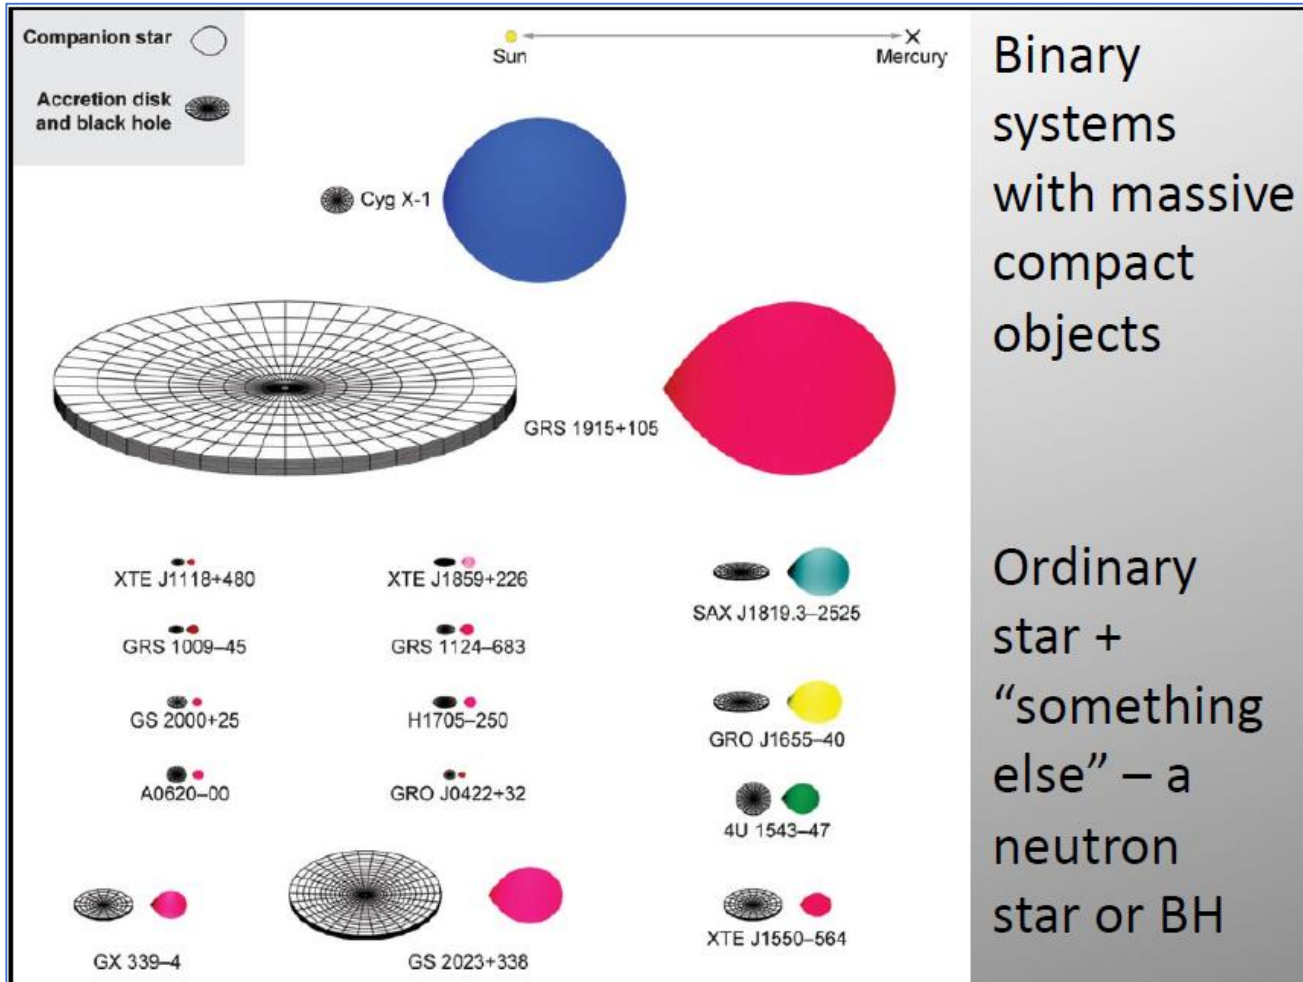 Companion star
Accretion disk
and black hole
Sun
Mercury
Cyg X-1
GRS 1915+105
XTE J1118+480
XTE J1859+226
SAX J1819.3–2525
GRS 1009–45
GRS 1124–683
GS 2000+25
H1705–250
GRO J1655–40
A0620–00
GRO J0422+32
4U 1543–47
GX 339–4
GS 2023+338
XTE J1550–564
Binary
systems
with massive
compact
objects
Ordinary
star +
“something
else” – a
neutron
star or BH